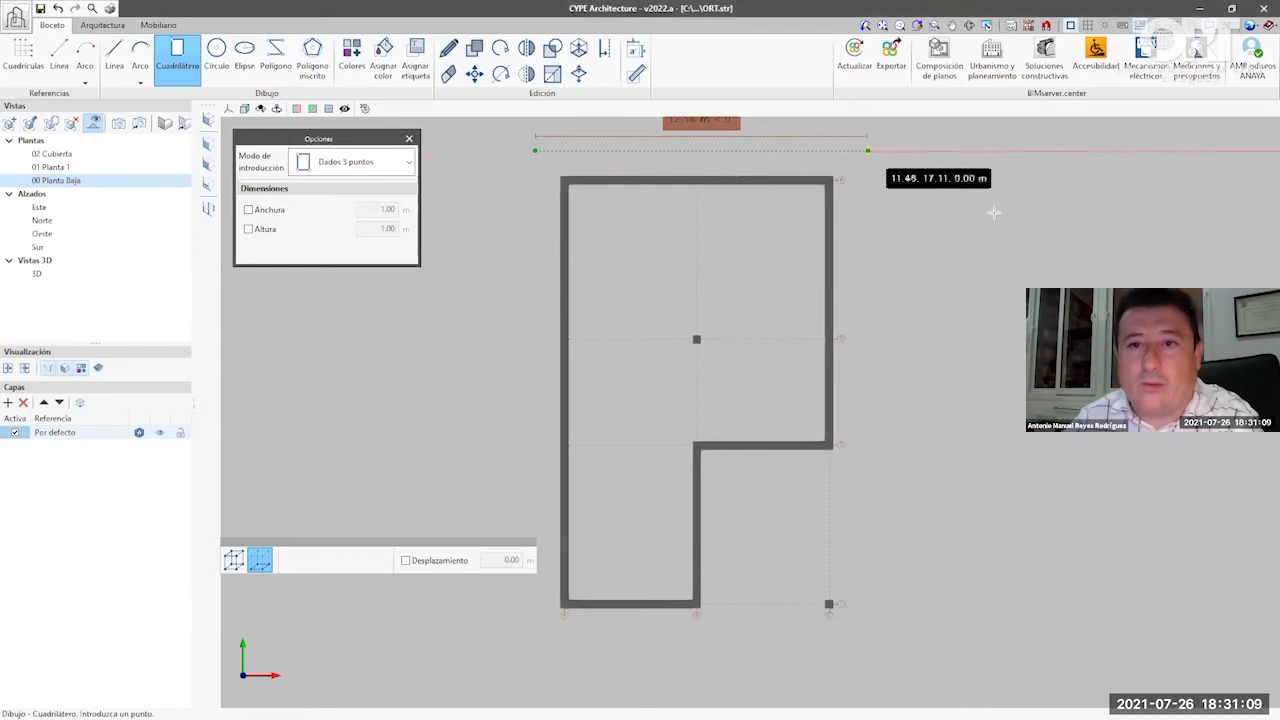 CYPE Architecture - v2022.a - [C:\...\ORT.str]
Boceto
Arquitectura
Mobiliario
Cuadrículas
Línea
Arco
Línea
Arco
Cuadrilátero
Círculo
Elipse
Polígono
Polígono inscrito
Colores
Asignar color
Asignar etiqueta
Actualizar
Exportar
Composición de planos
Urbanismo y planeamiento
Soluciones constructivas
Accesibilidad
Mecanismos eléctricos
Mediciones y presupuestos
ANAYA
Referencias
Dibujo
Edición
BIMserver.center
Vistas
Plantas
02 Cubierta
01 Planta 1
00 Planta Baja
Alzados
Este
Norte
Oeste
Sur
Vistas 3D
3D
Visualización
Capas
Activa
Referencia
Por defecto
Opciones
Modo de introducción
Dados 3 puntos
Dimensiones
Anchura
1.00
m
Altura
1.00
m
11.45. 17.11. 0.00 m
Desplazamiento
0.00
m
Antonio Manuel Reyes Rodríguez
2021-07-26 18:31:09
2021-07-26 18:31:09
Dibujo - Cuadrilátero. Introduzca un punto.